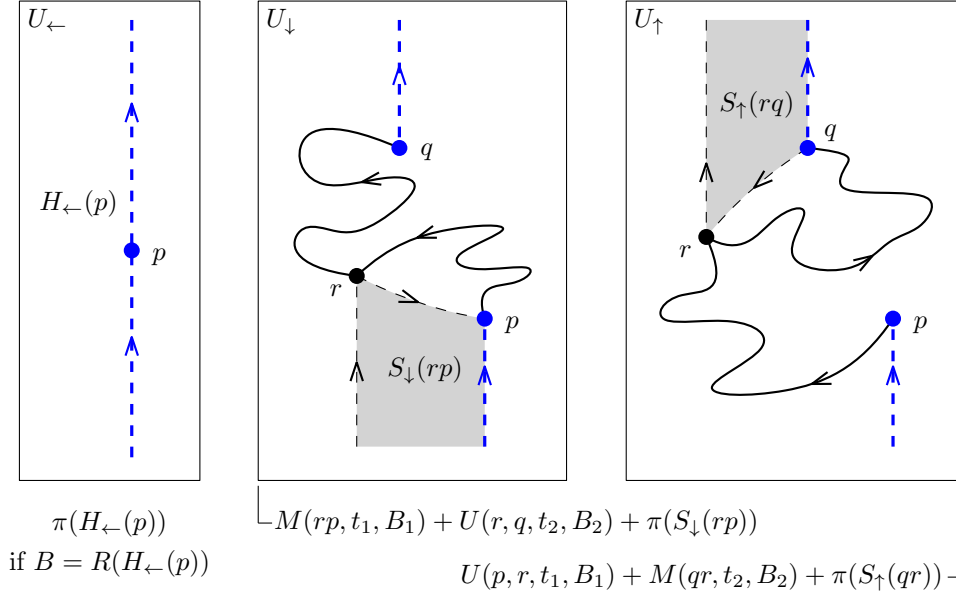 U←
H←(p)
p
π(H←(p))
if B = R(H←(p))
U↓
q
r
p
S↓(rp)
M(rp, t₁, B₁) + U(r, q, t₂, B₂) + π(S↓(rp))
U↑
S↑(rq)
q
r
p
U(p, r, t₁, B₁) + M(qr, t₂, B₂) + π(S↑(qr))